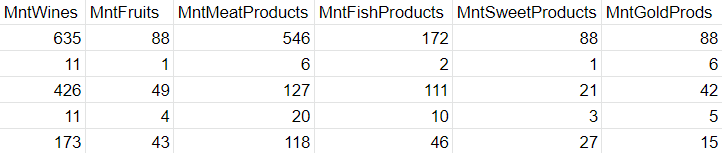 MntWines MntFruits MntMeatProducts MntFishProducts MntSweetProducts MntGoldProds
635 88 546 172 88 88
11 1 6 2 1 6
426 49 127 111 21 42
11 4 20 10 3 5
173 43 118 46 27 15